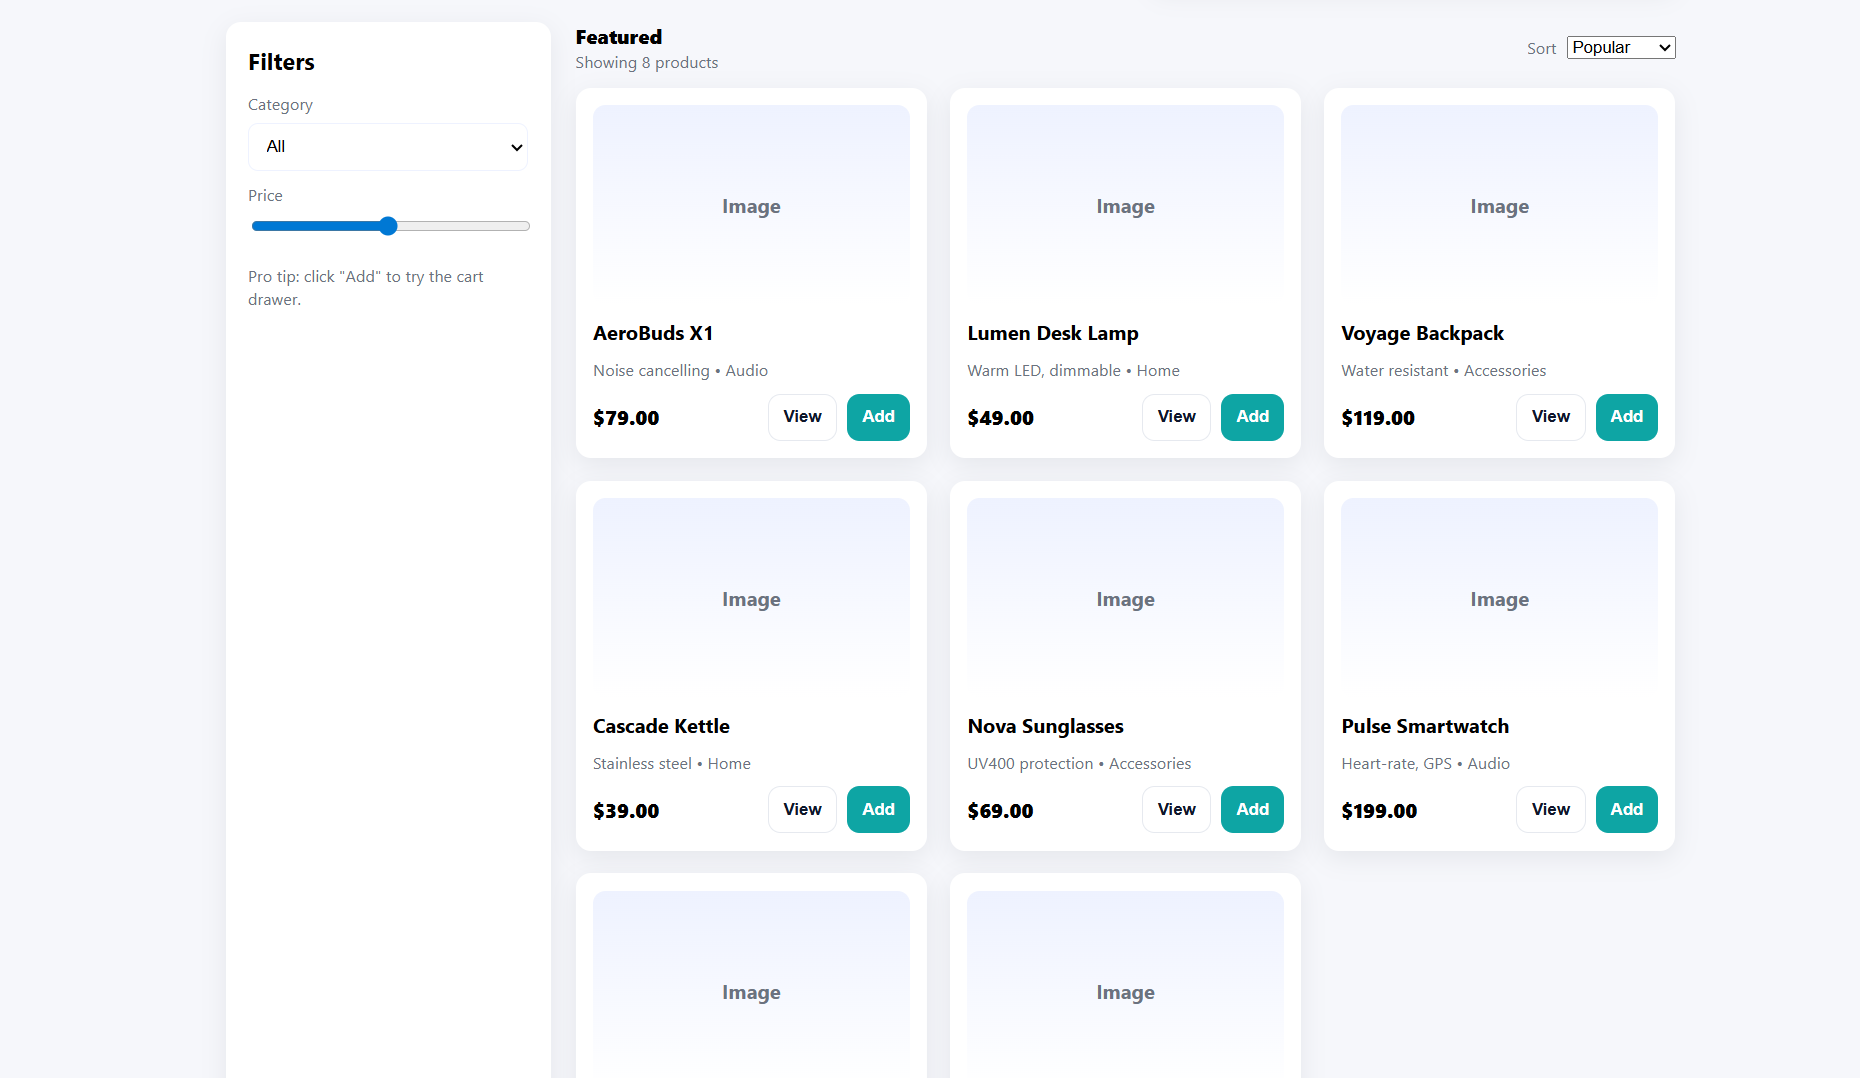 Filters
Category
All
Price
Pro tip: click "Add" to try the cart
drawer.
Featured
Showing 8 products
Sort Popular
Image
AeroBuds X1
Noise cancelling • Audio
$79.00 View Add
Image
Lumen Desk Lamp
Warm LED, dimmable • Home
$49.00 View Add
Image
Voyage Backpack
Water resistant • Accessories
$119.00 View Add
Image
Cascade Kettle
Stainless steel • Home
$39.00 View Add
Image
Nova Sunglasses
UV400 protection • Accessories
$69.00 View Add
Image
Pulse Smartwatch
Heart-rate, GPS • Audio
$199.00 View Add
Image
Image